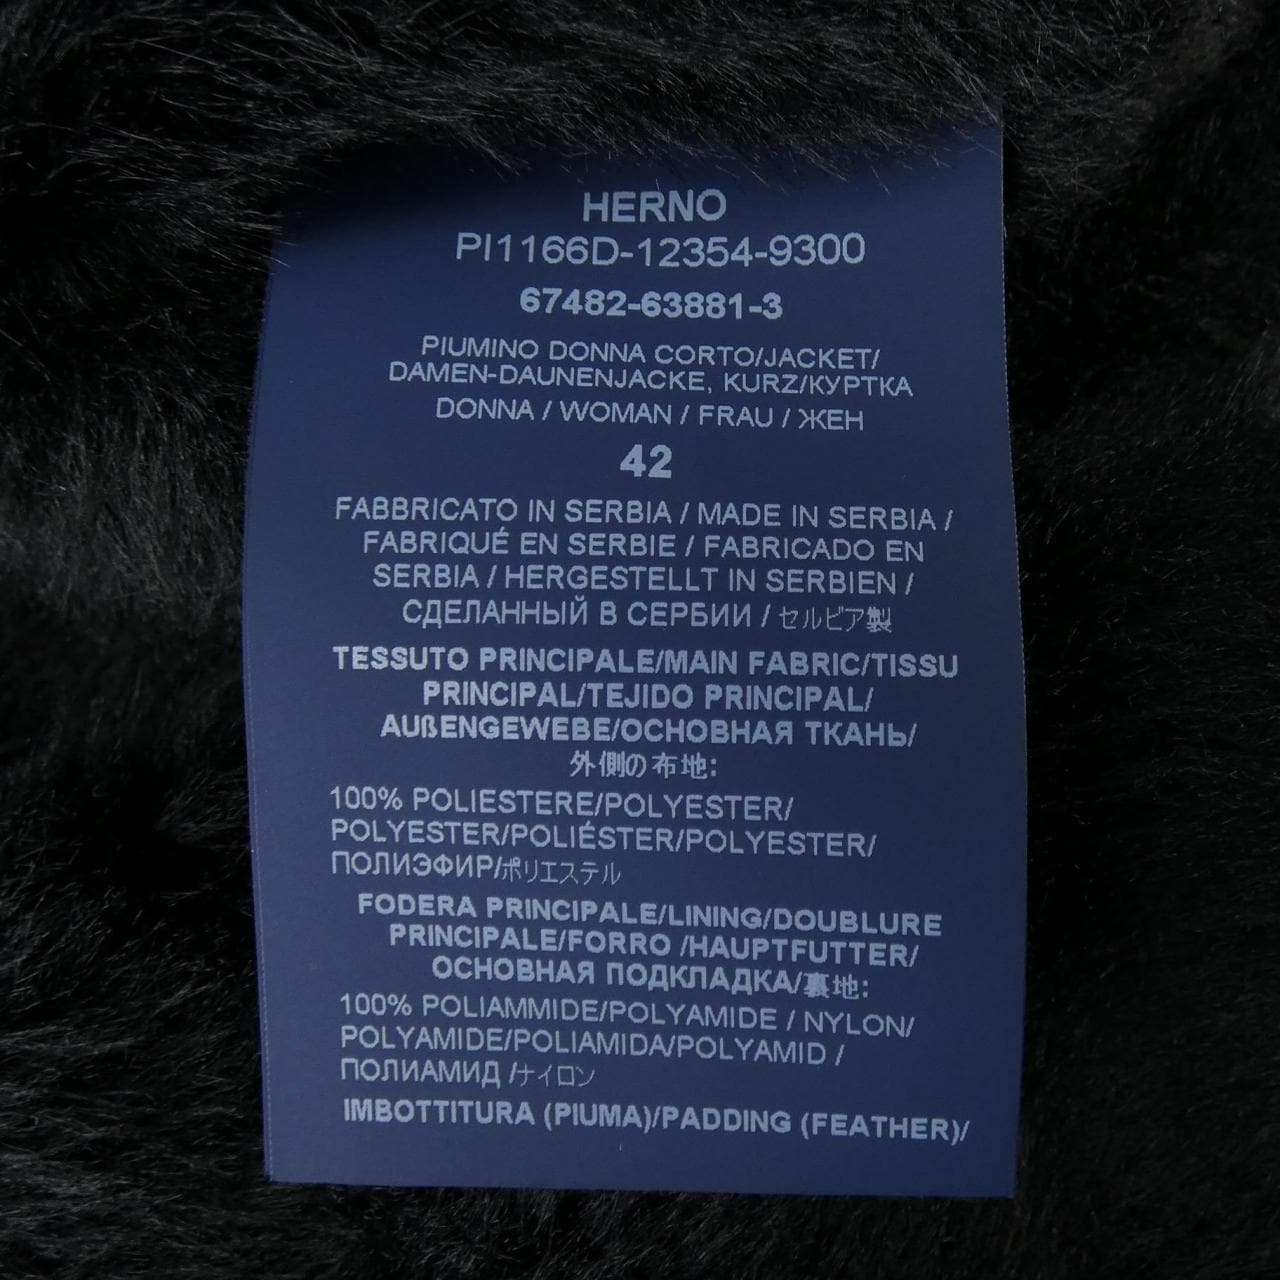 HERNO
PI1166D-12354-9300
67482-63881-3
PIUMINO DONNA CORTO/JACKET/
DAMEN-DAUNENJACKE, KURZ/КУРТКА
DONNA / WOMAN / FRAU / ЖЕН
42
FABBRICATO IN SERBIA / MADE IN SERBIA /
FABRIQUÉ EN SERBIE / FABRICADO EN
SERBIA / HERGESTELLT IN SERBIEN /
СДЕЛАННЫЙ В СЕРБИИ / セルビア製
TESSUTO PRINCIPALE/MAIN FABRIC/TISSU
PRINCIPAL/TEJIDO PRINCIPAL/
AUßENGEWEBE/ОСНОВНАЯ ТКАНЬ/
外側の布地:
100% POLIESTERE/POLYESTER/
POLYESTER/POLIÉSTER/POLYESTER/
ПОЛИЭФИР/ポリエステル
FODERA PRINCIPALE/LINING/DOUBLURE
PRINCIPALE/FORRO /HAUPTFUTTER/
ОСНОВНАЯ ПОДКЛАДКА/裏地:
100% POLIAMMIDE/POLYAMIDE / NYLON/
POLYAMIDE/POLIAMIDA/POLYAMID /
ПОЛИАМИД /ナイロン
IMBOTTITURA (PIUMA)/PADDING (FEATHER)/